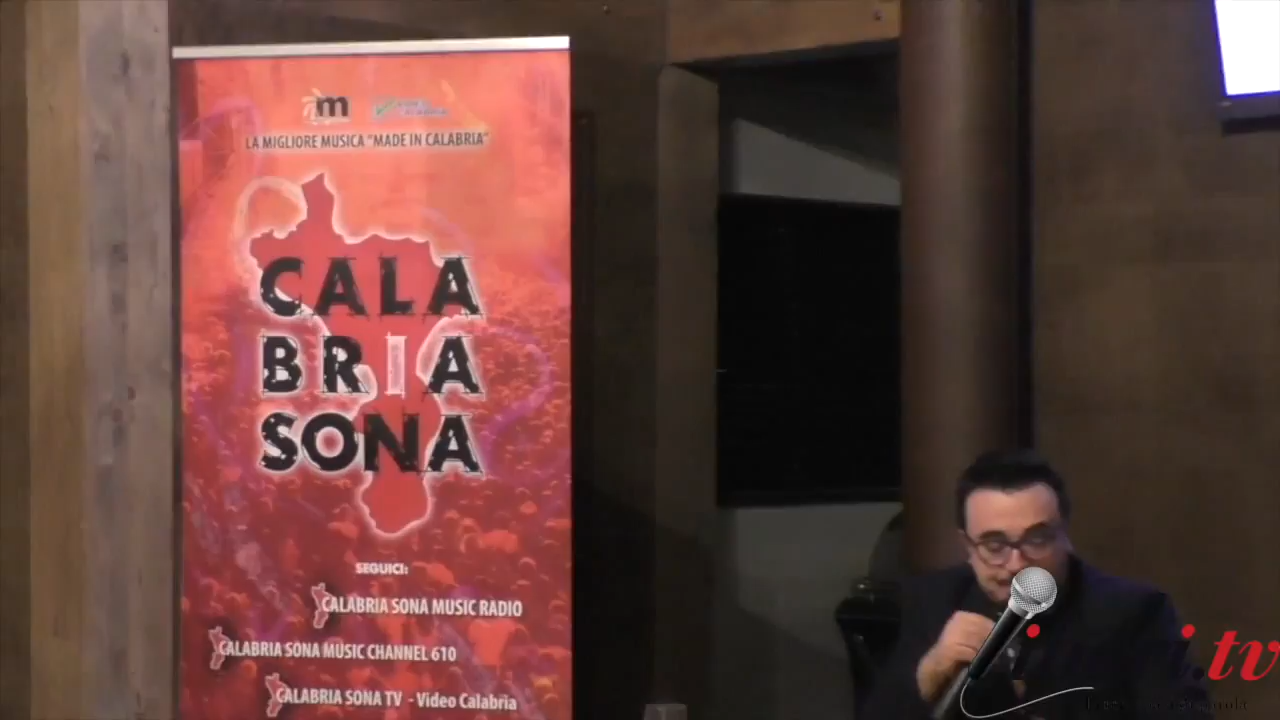 m
LA MIGLIORE MUSICA "MADE IN CALABRIA"
CALA
BRIA
SONA
SEGUICI:
CALABRIA SONA MUSIC RADIO
CALABRIA SONA MUSIC CHANNEL 610
CALABRIA SONA TV - Video Calabria
.tv